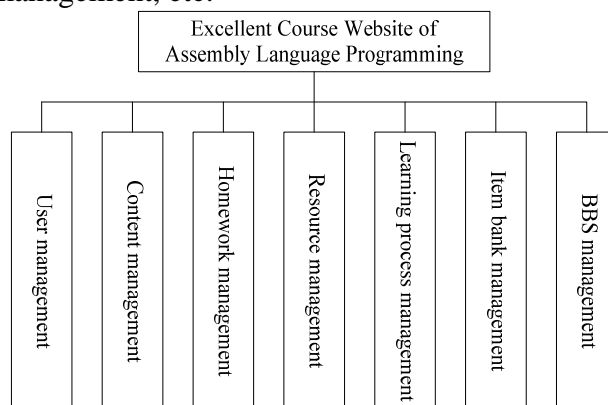 management, etc.
Excellent Course Website of
Assembly Language Programming
User management
Content management
Homework management
Resource management
Learning process management
Item bank management
BBS management